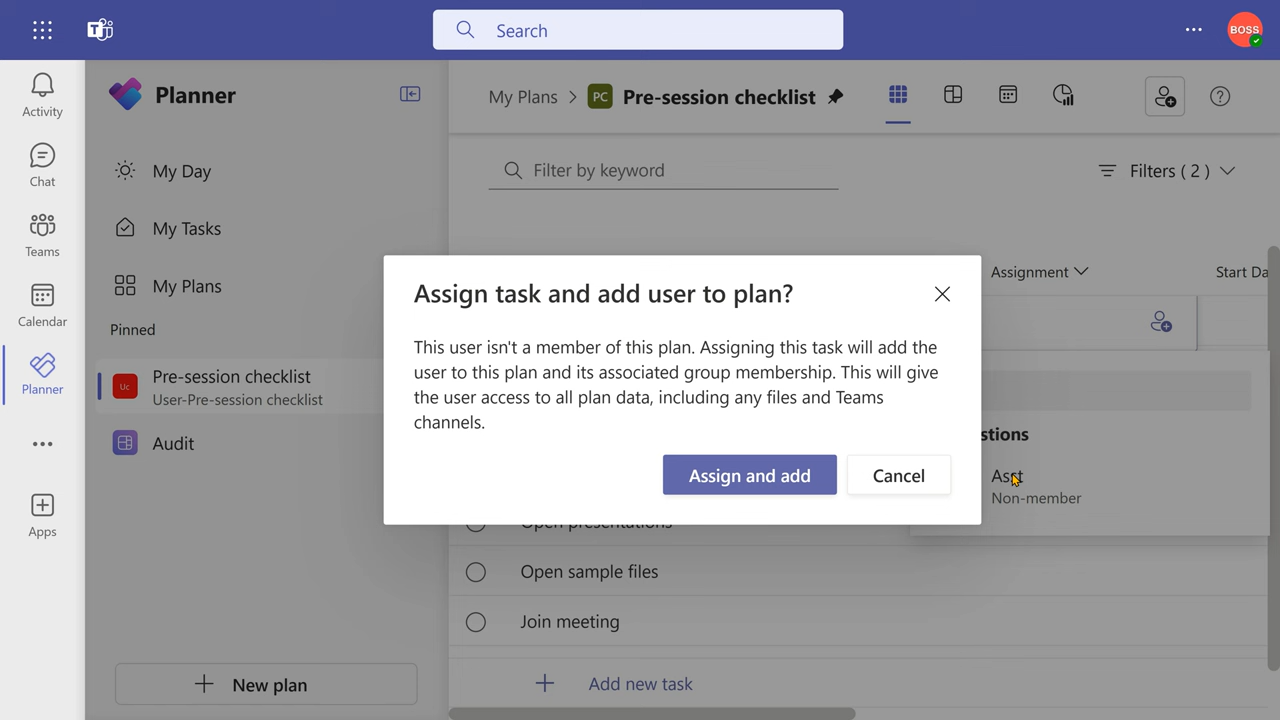 Search
BOSS
Activity
Chat
Teams
Calendar
Planner
Apps
Planner
My Day
My Tasks
My Plans
Pinned
Uc
Pre-session checklist
User-Pre-session checklist
Audit
New plan
My Plans
PC
Pre-session checklist
Filter by keyword
Filters ( 2 )
Assignment
Start Da
Assign task and add user to plan?
This user isn't a member of this plan. Assigning this task will add the
user to this plan and its associated group membership. This will give
the user access to all plan data, including any files and Teams
channels.
Assign and add
Cancel
stions
Asst
Non-member
Open presentations
Open sample files
Join meeting
Add new task